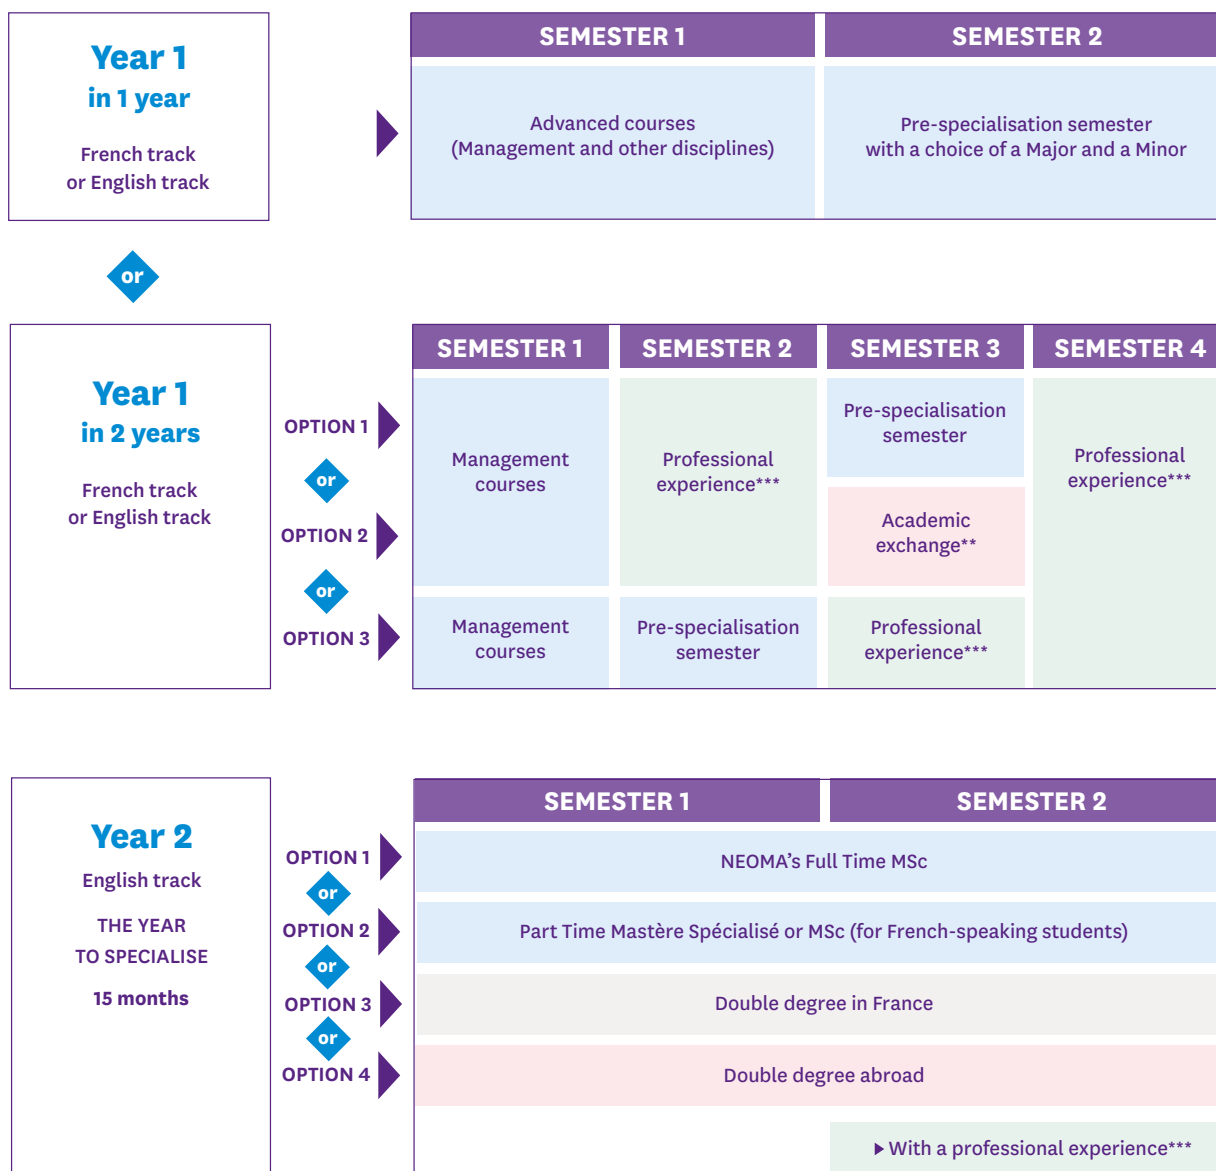 Year 1
in 1 year
French track
or English track
SEMESTER 1
SEMESTER 2
Advanced courses
(Management and other disciplines)
Pre-specialisation semester
with a choice of a Major and a Minor
or
Year 1
in 2 years
French track
or English track
OPTION 1
or
OPTION 2
or
OPTION 3
SEMESTER 1
SEMESTER 2
SEMESTER 3
SEMESTER 4
Management
courses
Professional
experience***
Pre-specialisation
semester
Academic
exchange**
Professional
experience***
Management
courses
Pre-specialisation
semester
Professional
experience***
Year 2
English track
THE YEAR
TO SPECIALISE
15 months
OPTION 1
or
OPTION 2
or
OPTION 3
or
OPTION 4
SEMESTER 1
SEMESTER 2
NEOMA's Full Time MSc
Part Time Mastère Spécialisé or MSc (for French-speaking students)
Double degree in France
Double degree abroad
▶ With a professional experience***